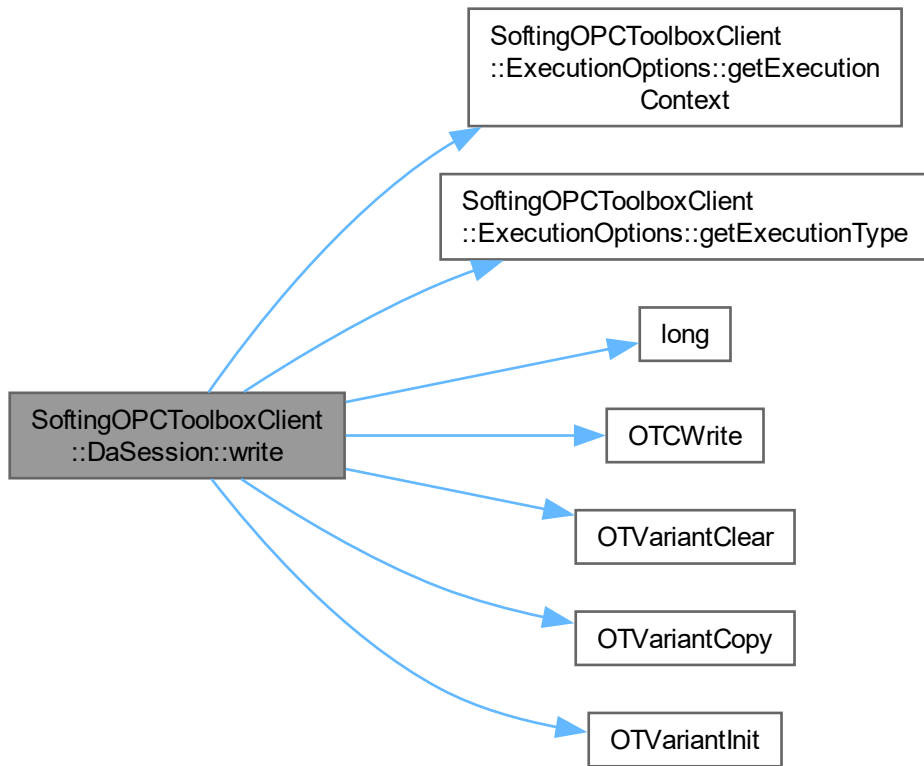 SoftingOPCToolboxClient
::ExecutionOptions::getExecution
Context
SoftingOPCToolboxClient
::ExecutionOptions::getExecutionType
long
SoftingOPCToolboxClient
::DaSession::write
OTCWrite
OTVariantClear
OTVariantCopy
OTVariantInit